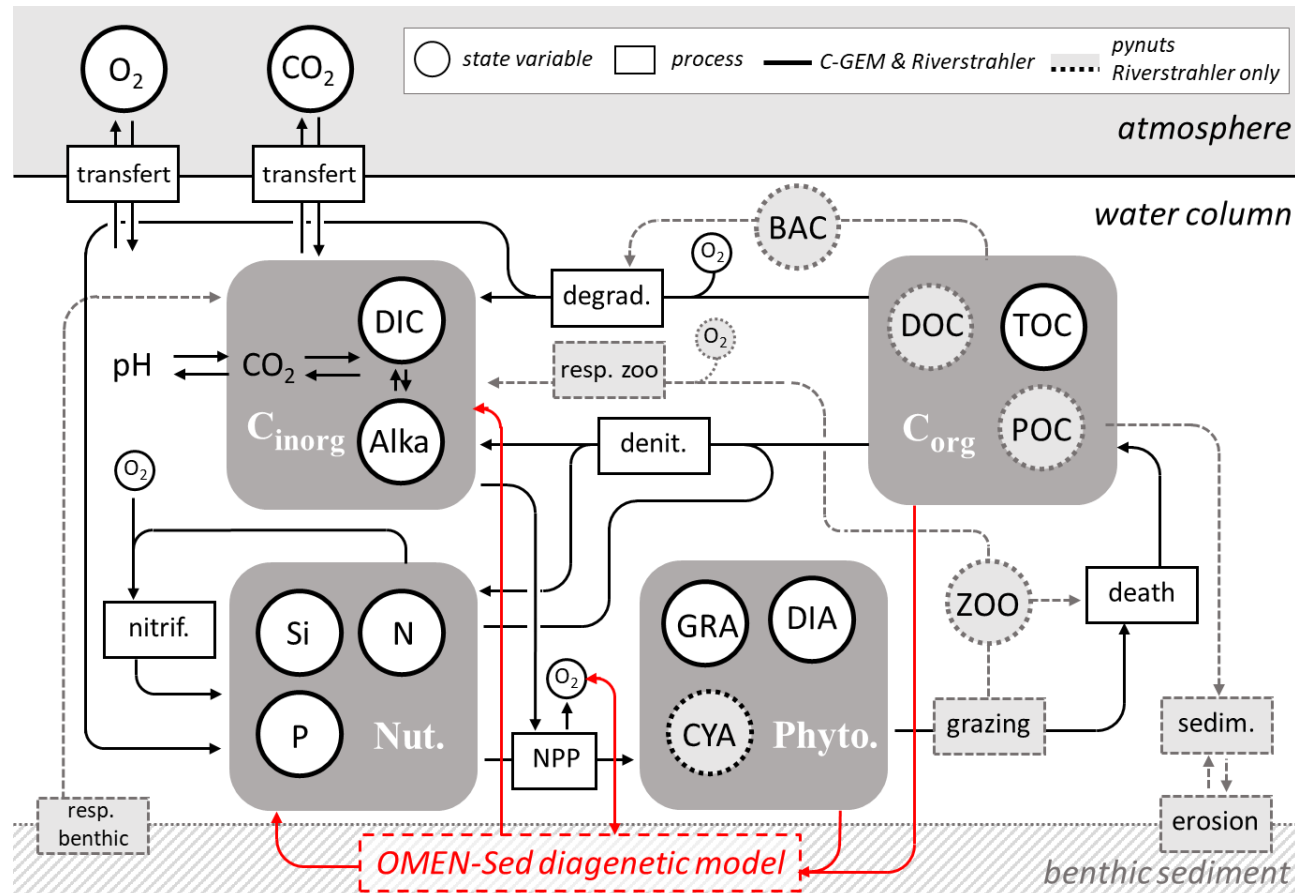 O2
CO2
state variable
process
C-GEM & Riverstrahler
pynuts
Riverstrahler only
atmosphere
transfert
transfert
water column
BAC
O2
degrad.
DIC
DOC
TOC
O2
resp. zoo
pH
CO2
Cinorg
Alka
denit.
Corg
POC
O2
nitrif.
Si
N
GRA
DIA
ZOO
death
O2
P
Nut.
NPP
CYA
Phyto.
grazing
sedim.
resp.
benthic
erosion
OMEN-Sed diagenetic model
benthic sediment